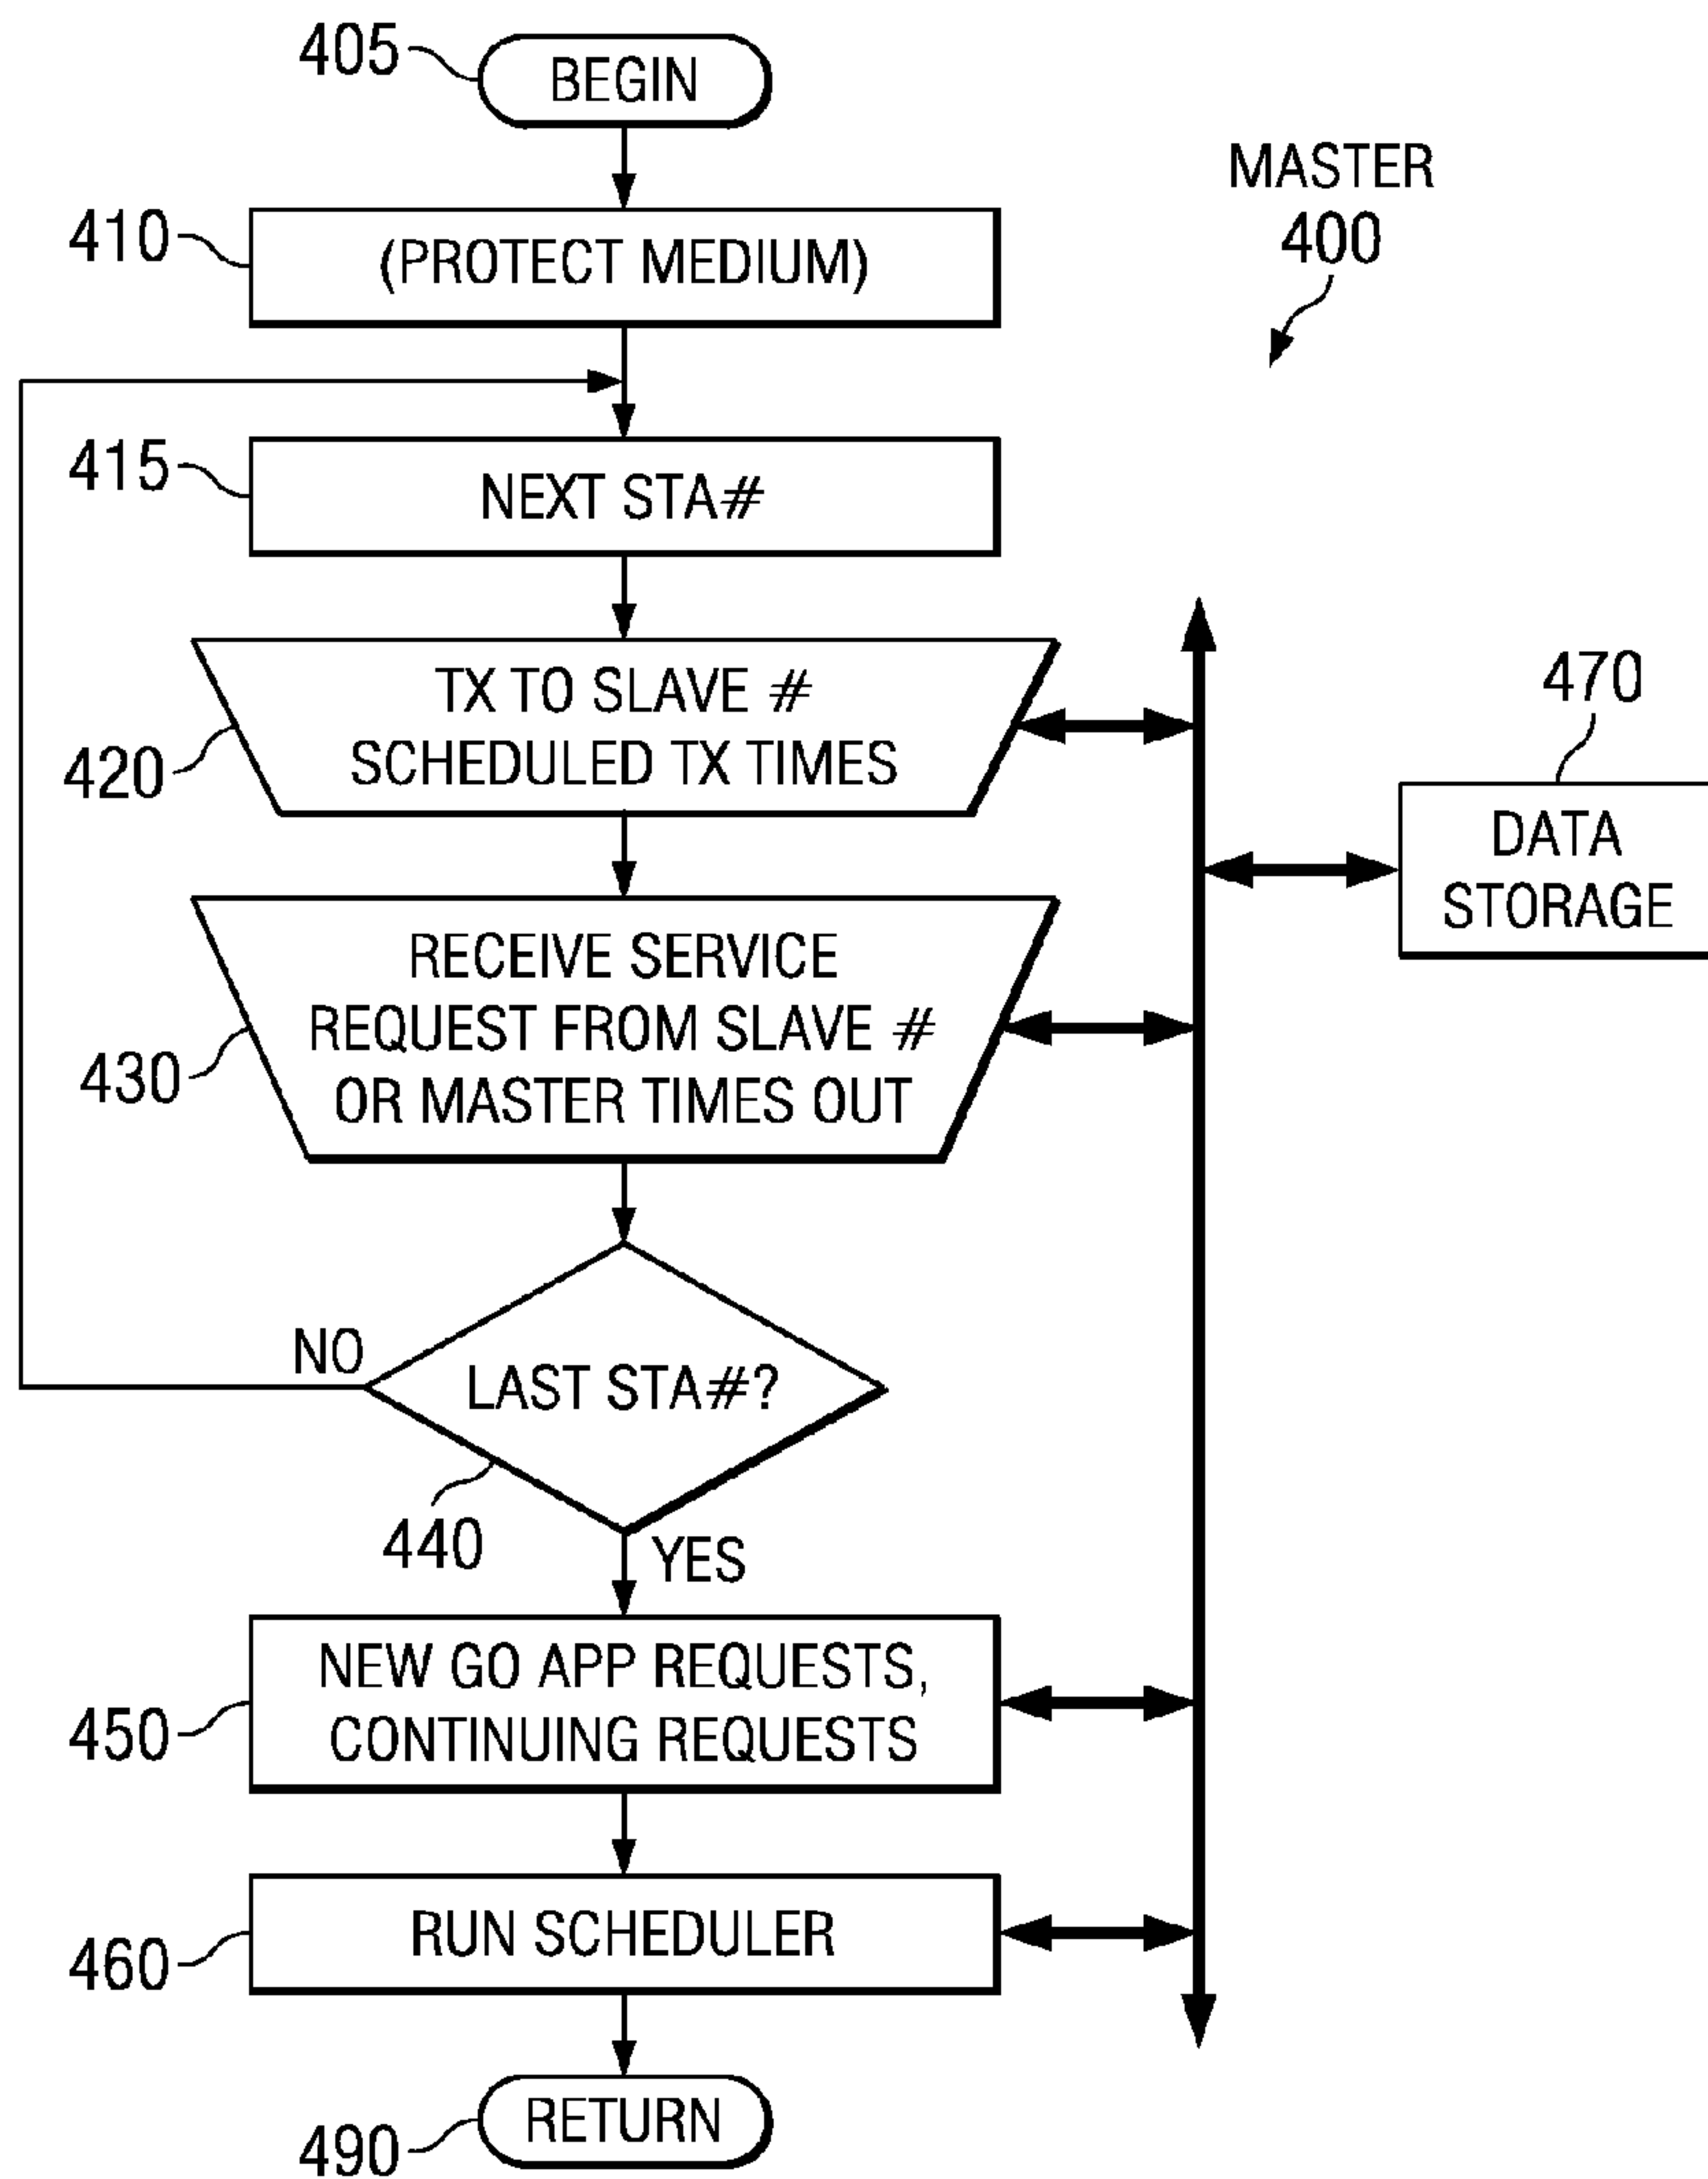 405
BEGIN
MASTER
400
410
(PROTECT MEDIUM)
415
NEXT STA#
420
TX TO SLAVE #
SCHEDULED TX TIMES
470
DATA
STORAGE
430
RECEIVE SERVICE
REQUEST FROM SLAVE #
OR MASTER TIMES OUT
NO
LAST STA#?
440
YES
450
NEW GO APP REQUESTS,
CONTINUING REQUESTS
460
RUN SCHEDULER
490
RETURN